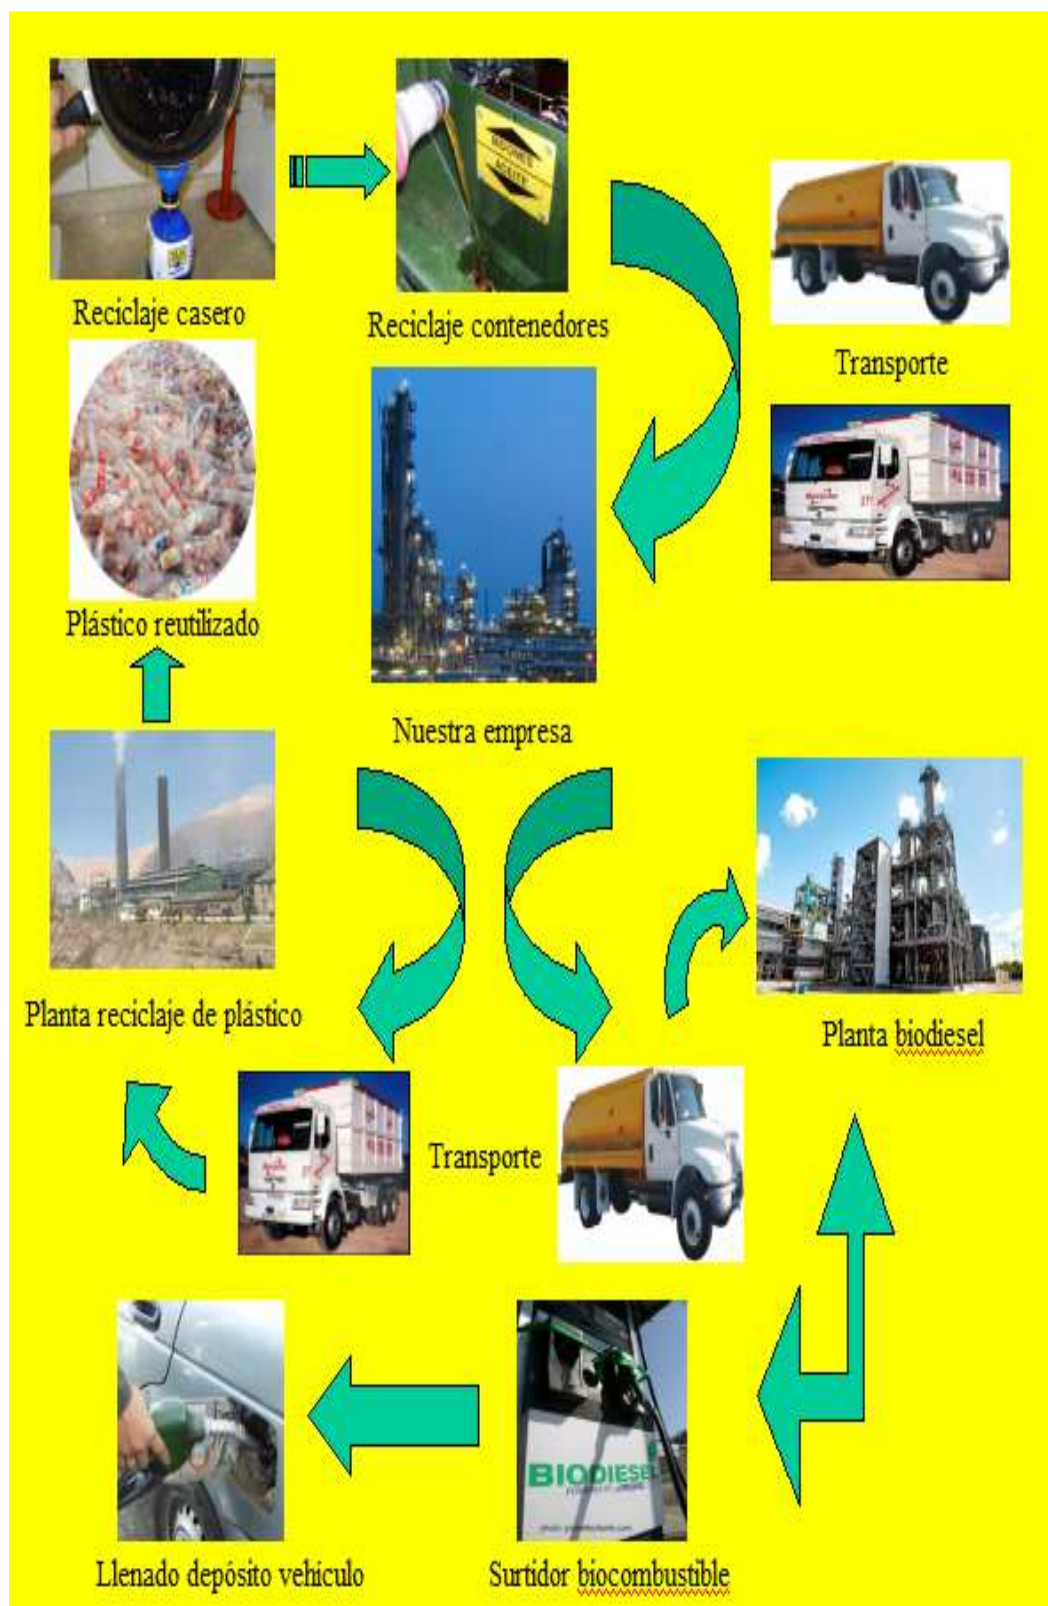 Reciclaje casero
Reciclaje contenedores
ACEITE
Transporte
Plástico reutilizado
Nuestra empresa
Planta reciclaje de plástico
Planta biodiesel
Transporte
BIODIESEL
Llenado depósito vehículo
Surtidor biocombustible